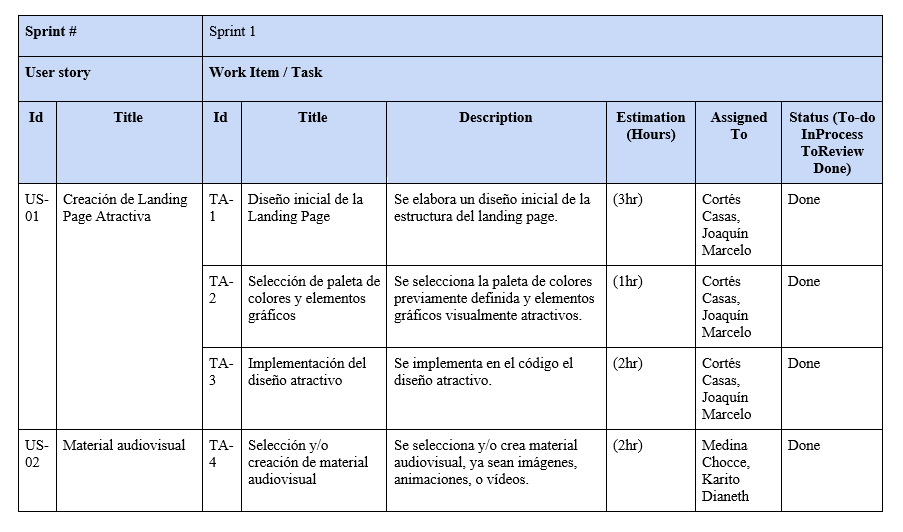 Sprint #
Sprint 1
User story
Work Item / Task
Id
Title
Id
Title
Description
Estimation
(Hours)
Assigned
To
Status (To-do
InProcess
ToReview
Done)
US-
01
Creación de Landing
Page Atractiva
TA-
1
Diseño inicial de la
Landing Page
Se elabora un diseño inicial de la
estructura del landing page.
(3hr)
Cortés
Casas,
Joaquín
Marcelo
Done
TA-
2
Selección de paleta de
colores y elementos
gráficos
Se selecciona la paleta de colores
previamente definida y elementos
gráficos visualmente atractivos.
(1hr)
Cortés
Casas,
Joaquín
Marcelo
Done
TA-
3
Implementación del
diseño atractivo
Se implementa en el código el
diseño atractivo.
(2hr)
Cortés
Casas,
Joaquín
Marcelo
Done
US-
02
Material audiovisual
TA-
4
Selección y/o
creación de material
audiovisual
Se selecciona y/o crea material
audiovisual, ya sean imágenes,
animaciones, o vídeos.
(2hr)
Medina
Chocce,
Karito
Dianeth
Done